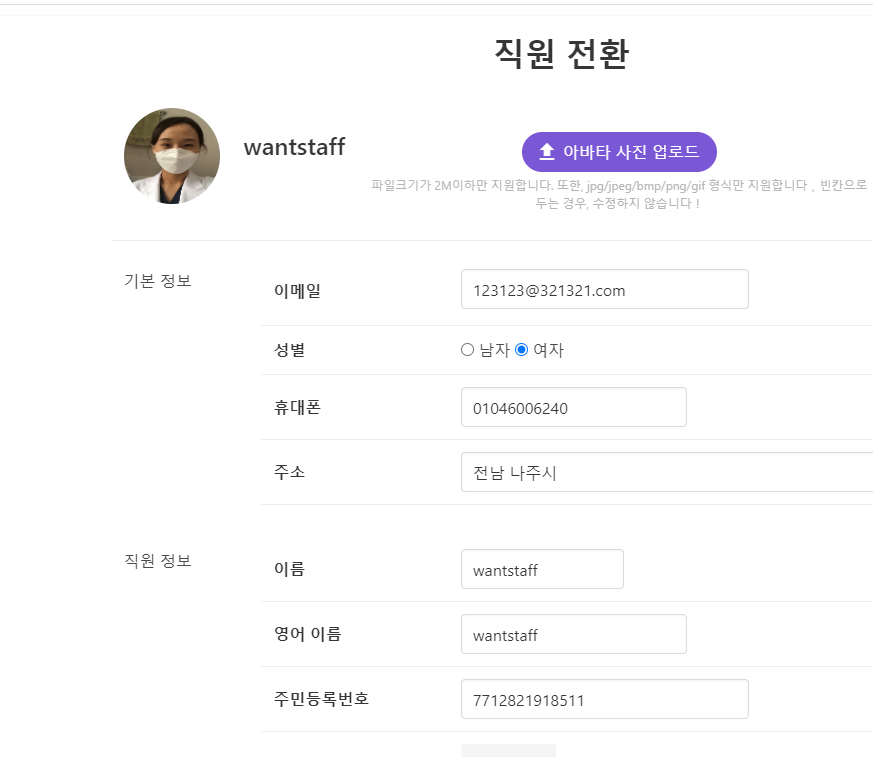 직원 전환
wantstaff
아바타 사진 업로드
파일크기가 2M이하만 지원합니다. 또한, jpg/jpeg/bmp/png/gif 형식만 지원합니다 , 빈칸으로
두는 경우, 수정하지 않습니다 !
기본 정보
이메일
123123@321321.com
성별
남자 여자
휴대폰
01046006240
주소
전남 나주시
직원 정보
이름
wantstaff
영어 이름
wantstaff
주민등록번호
7712821918511